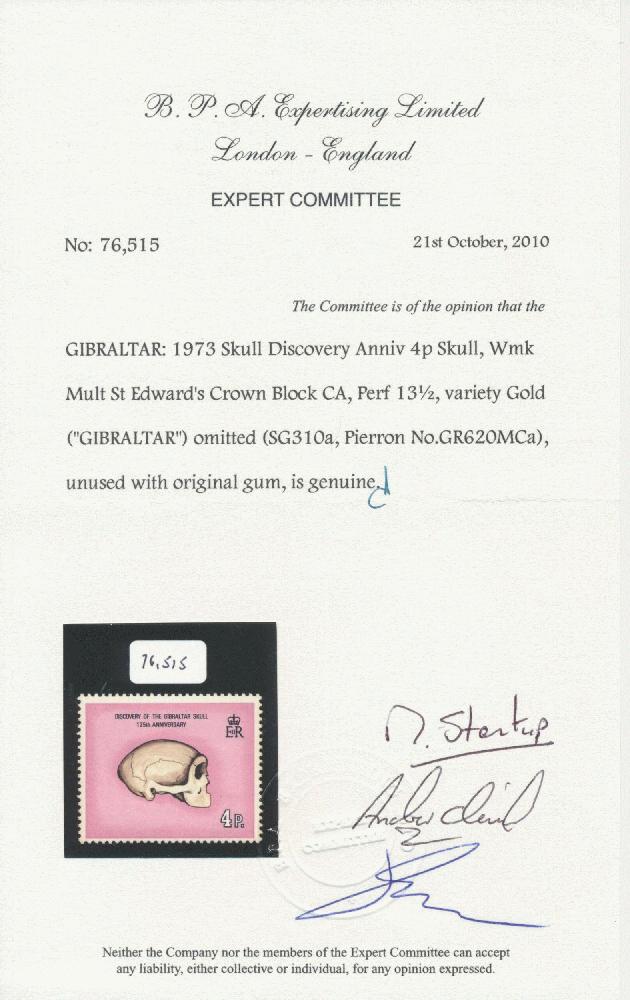 B. P. A. Expertising Limited
London - England
EXPERT COMMITTEE
No: 76,515
21st October, 2010
The Committee is of the opinion that the
GIBRALTAR: 1973 Skull Discovery Anniv 4p Skull, Wmk
Mult St Edward's Crown Block CA, Perf 13½, variety Gold
("GIBRALTAR") omitted (SG310a, Pierron No.GR620MCa),
unused with original gum, is genuine.
76,515
DISCOVERY OF THE GIBRALTAR SKULL
125th ANNIVERSARY
EIIR
4P.
Neither the Company nor the members of the Expert Committee can accept
any liability, either collective or individual, for any opinion expressed.